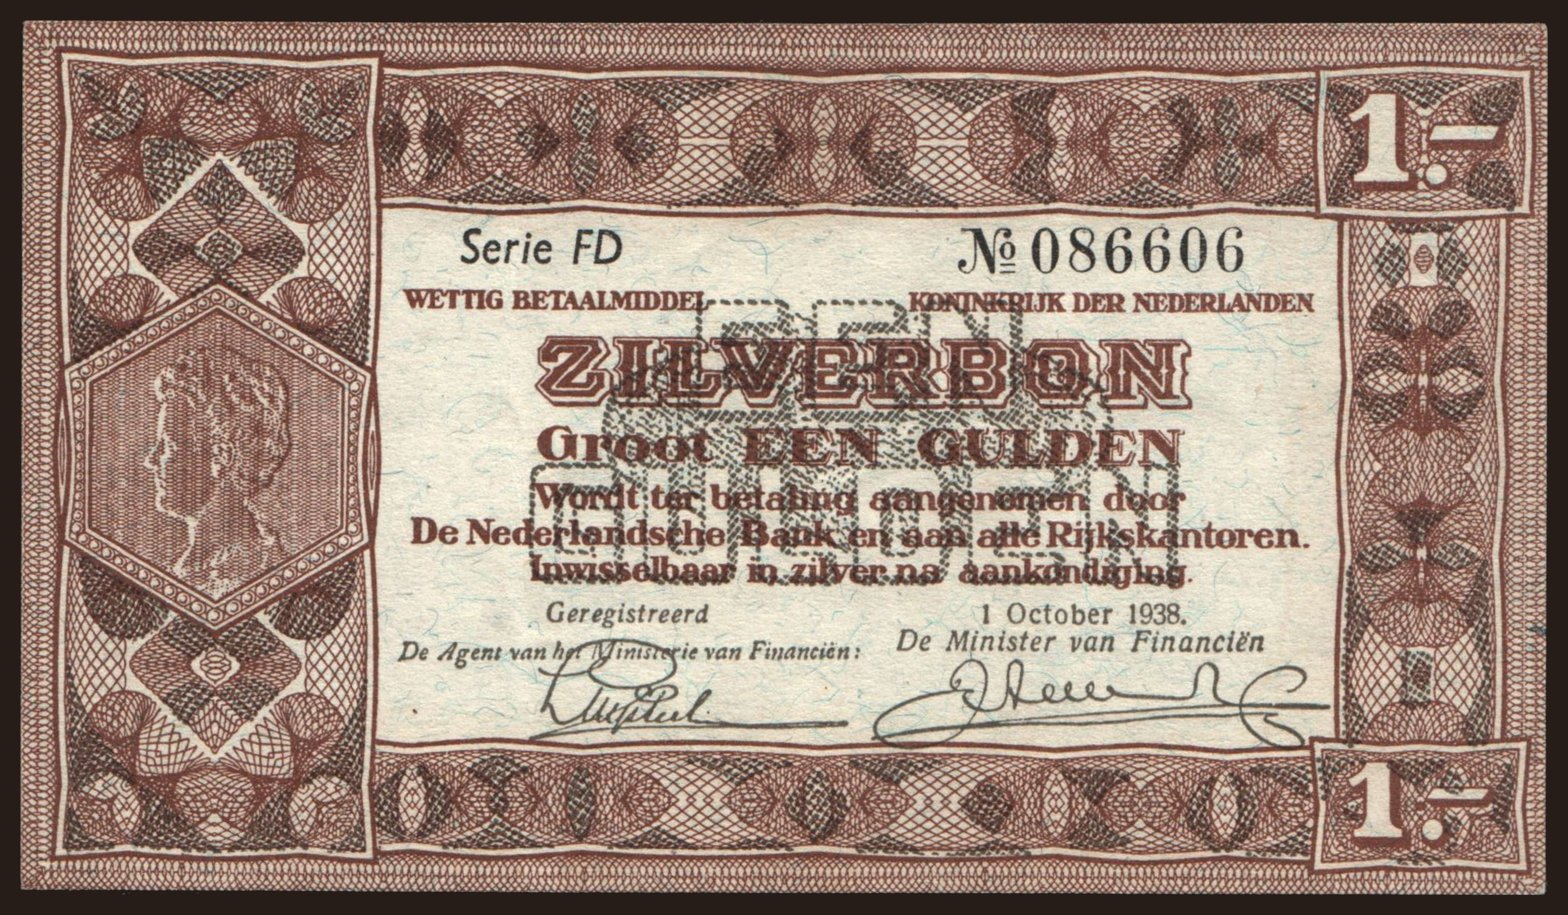 1.-
Serie FD № 086606
WETTIG BETAALMIDDEL KONINKRIJK DER NEDERLANDEN
ZILVERBON
Groot EEN GULDEN
Wordt ter betaling aangenomen door
De Nederlandsche Bank en aan alle Rijkskantoren.
Inwisselbaar in zilver na aankondiging.
EEN
GULDEN
Geregistreerd 1 October 1938.
De Agent van het Ministerie van Financiën: De Minister van Financiën
1.-